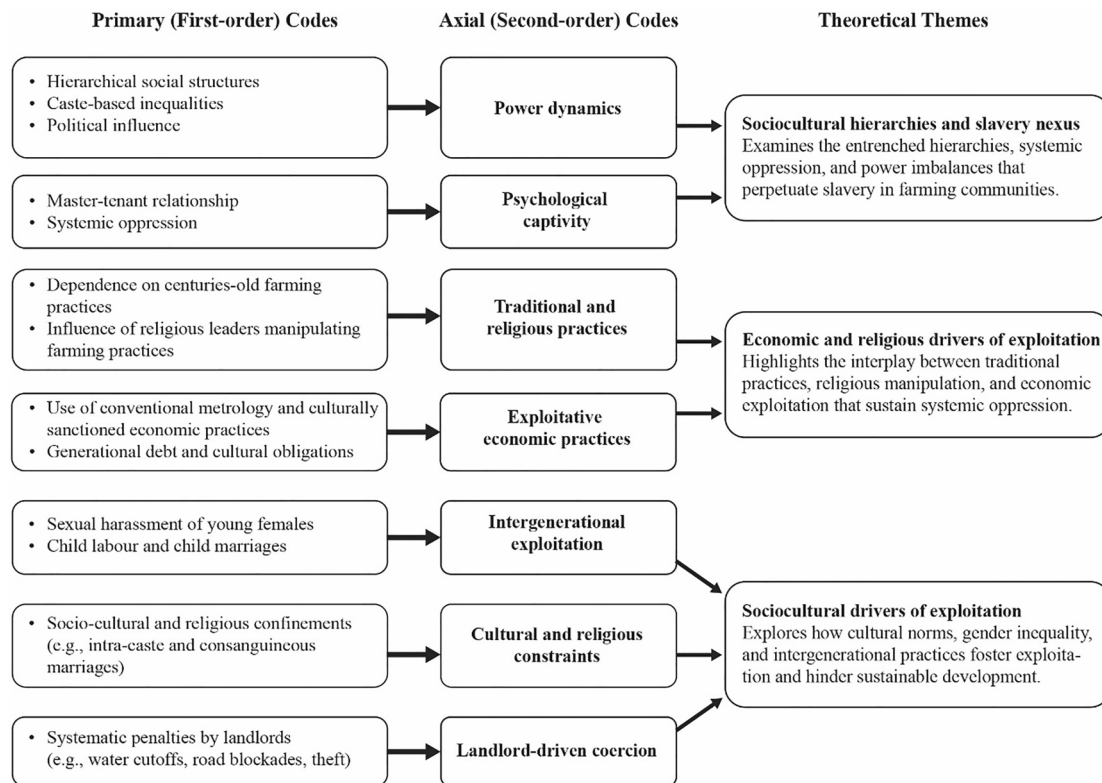 Primary (First-order) Codes
Axial (Second-order) Codes
Theoretical Themes
• Hierarchical social structures
• Caste-based inequalities
• Political influence
Power dynamics
• Master-tenant relationship
• Systemic oppression
Psychological
captivity
Sociocultural hierarchies and slavery nexus
Examines the entrenched hierarchies, systemic
oppression, and power imbalances that
perpetuate slavery in farming communities.
• Dependence on centuries-old farming
practices
• Influence of religious leaders manipulating
farming practices
Traditional and
religious practices
• Use of conventional metrology and culturally
sanctioned economic practices
• Generational debt and cultural obligations
Exploitative
economic practices
Economic and religious drivers of exploitation
Highlights the interplay between traditional
practices, religious manipulation, and economic
exploitation that sustain systemic oppression.
• Sexual harassment of young females
• Child labour and child marriages
Intergenerational
exploitation
• Socio-cultural and religious confinements
(e.g., intra-caste and consanguineous
marriages)
Cultural and religious
constraints
• Systematic penalties by landlords
(e.g., water cutoffs, road blockades, theft)
Landlord-driven coercion
Sociocultural drivers of exploitation
Explores how cultural norms, gender inequality,
and intergenerational practices foster exploita-
tion and hinder sustainable development.